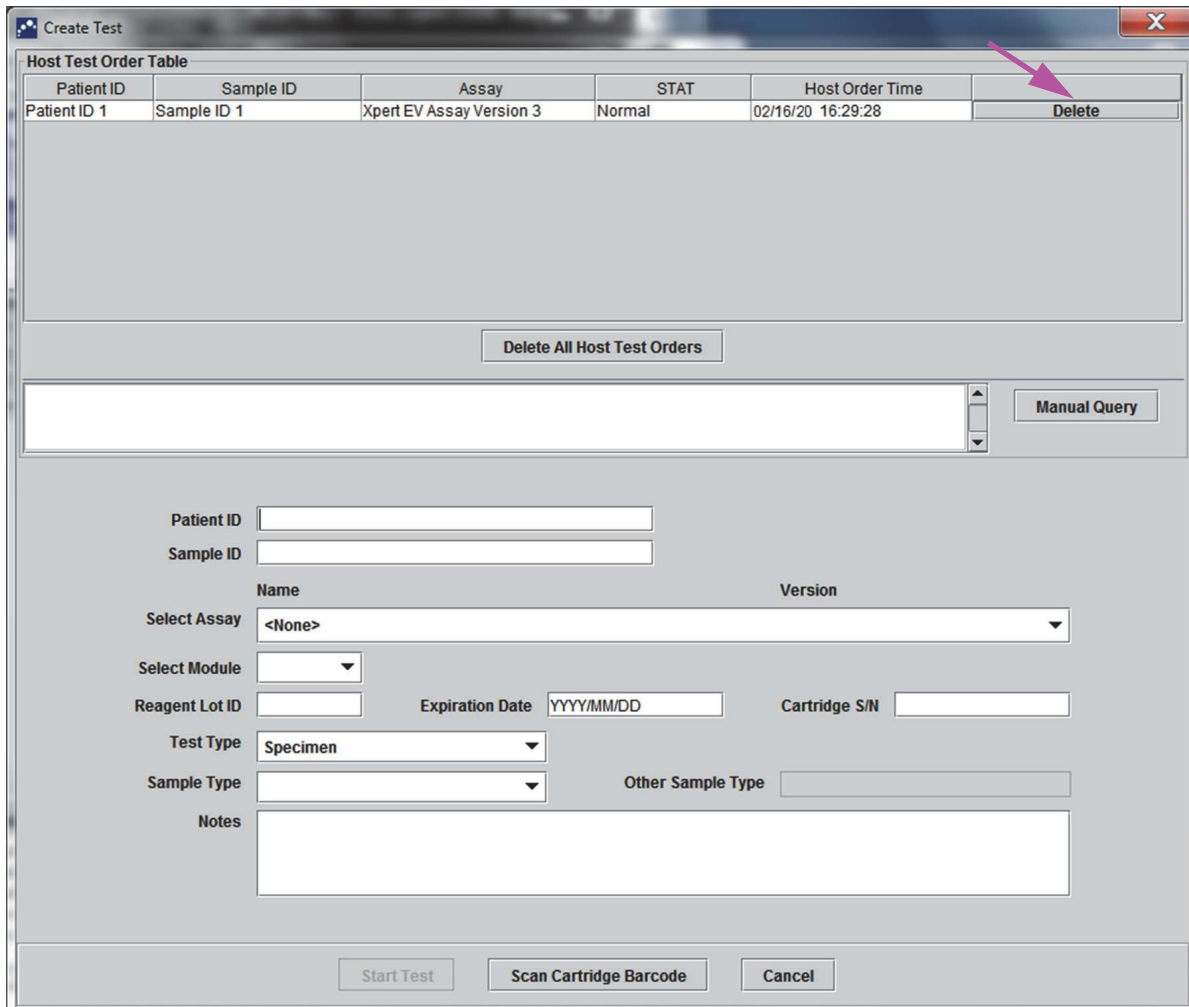 Create Test
Host Test Order Table
Patient ID Sample ID Assay STAT Host Order Time
Patient ID 1 Sample ID 1 Xpert EV Assay Version 3 Normal 02/16/20 16:29:28 Delete
Delete All Host Test Orders
Manual Query
Patient ID
Sample ID
Name Version
Select Assay <None>
Select Module
Reagent Lot ID Expiration Date YYYY/MM/DD Cartridge S/N
Test Type Specimen
Sample Type Other Sample Type
Notes
Start Test Scan Cartridge Barcode Cancel